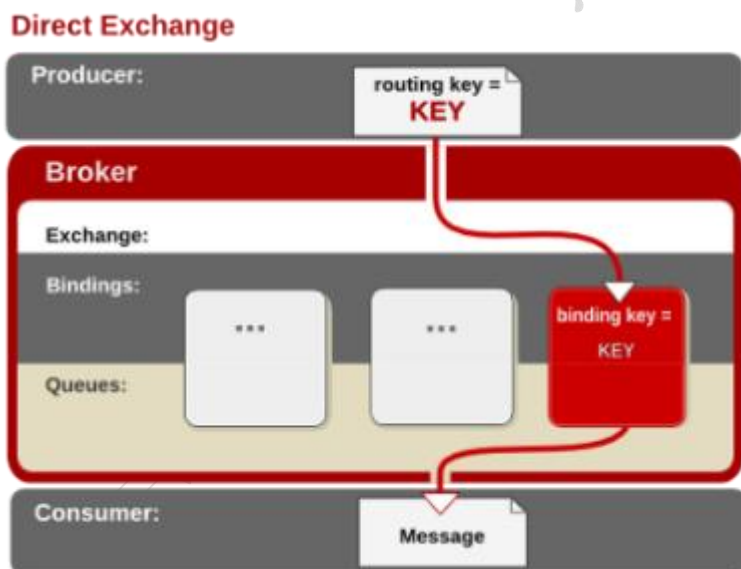 Direct Exchange
Producer:
routing key =
KEY
Broker
Exchange:
Bindings:
...
...
binding key =
KEY
Queues:
Consumer:
Message